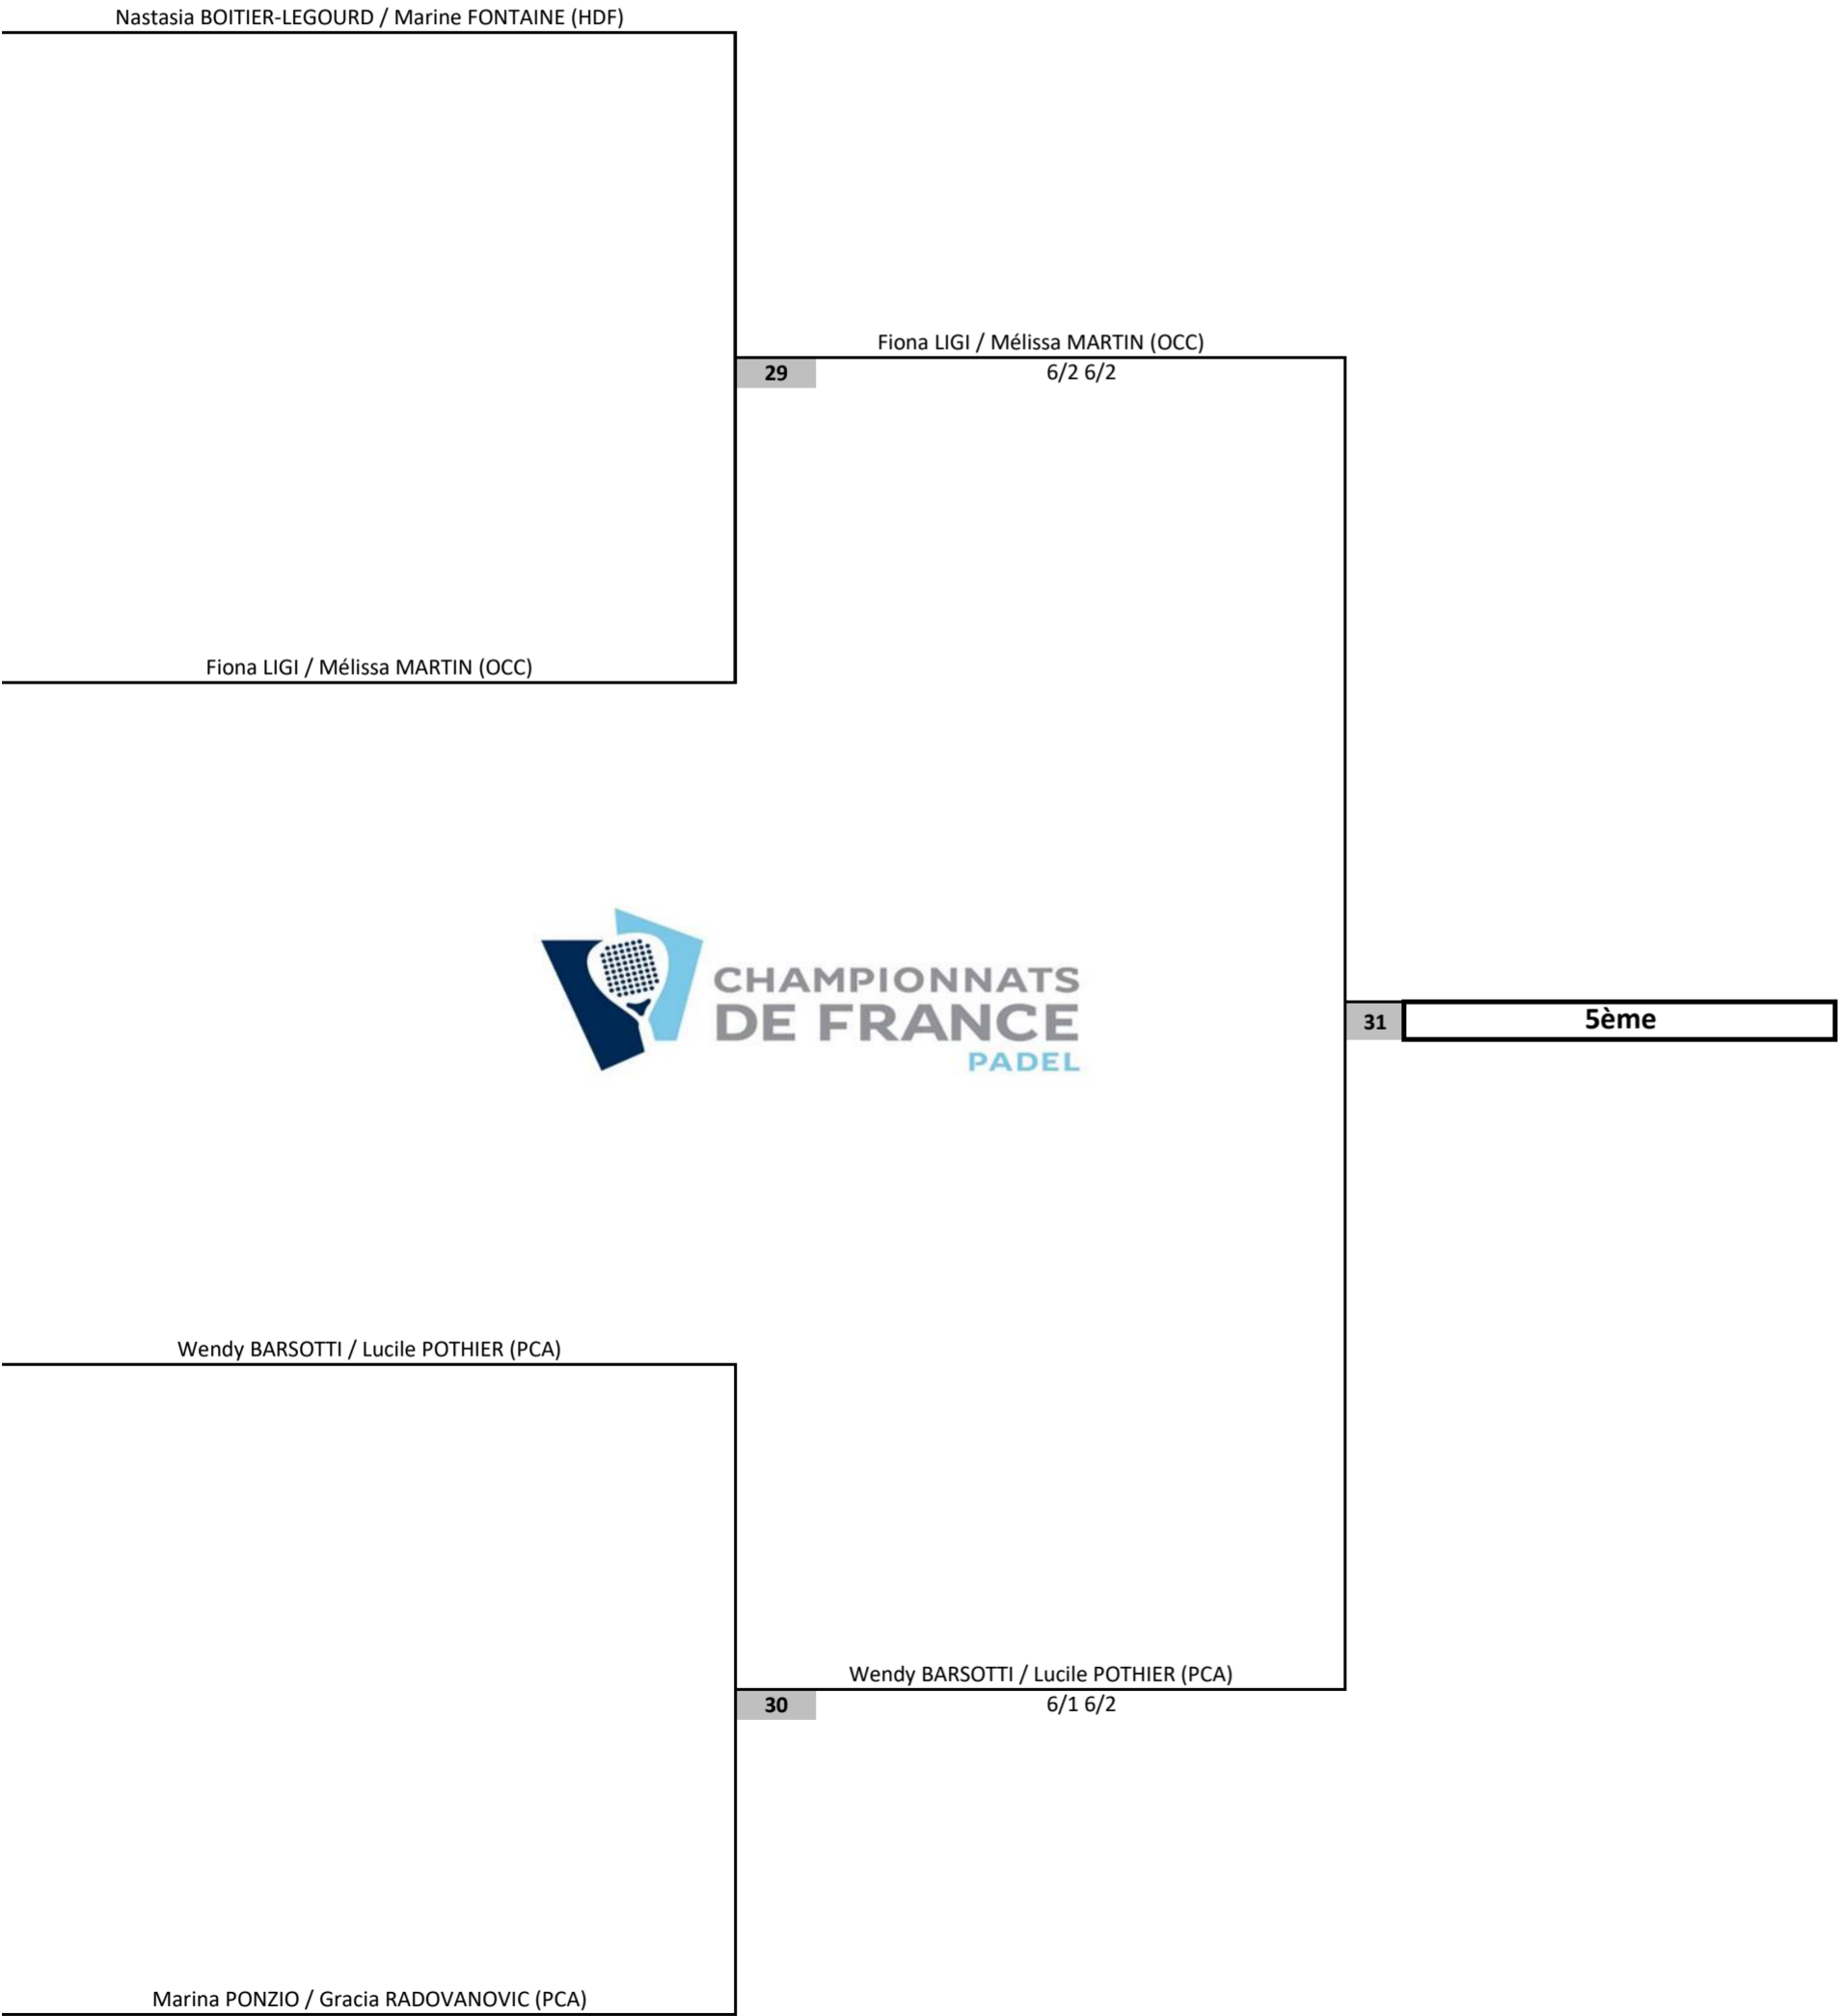 Nastasia BOITIER-LEGOURD / Marine FONTAINE (HDF)
Fiona LIGI / Mélissa MARTIN (OCC)
29
6/2 6/2
Fiona LIGI / Mélissa MARTIN (OCC)
CHAMPIONNATS
DE FRANCE
PADEL
31
5ème
Wendy BARSOTTI / Lucile POTHIER (PCA)
Wendy BARSOTTI / Lucile POTHIER (PCA)
30
6/1 6/2
Marina PONZIO / Gracia RADOVANOVIC (PCA)